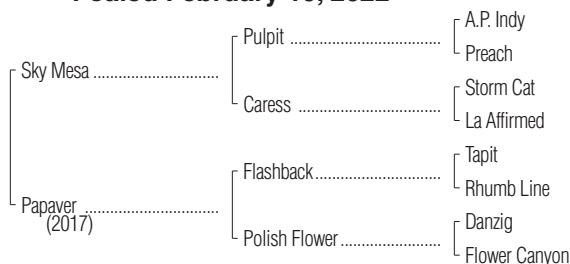 Foaled February 2022
A.P. Indy
Pulpit ........................................
Preach
Sky Mesa .................................
Storm Cat
Caress ......................................
La Affirmed
Tapit
Flashback.................................
Rhumb Line
Papaver ...................................
(2017)
Danzig
Polish Flower...........................
Flower Canyon